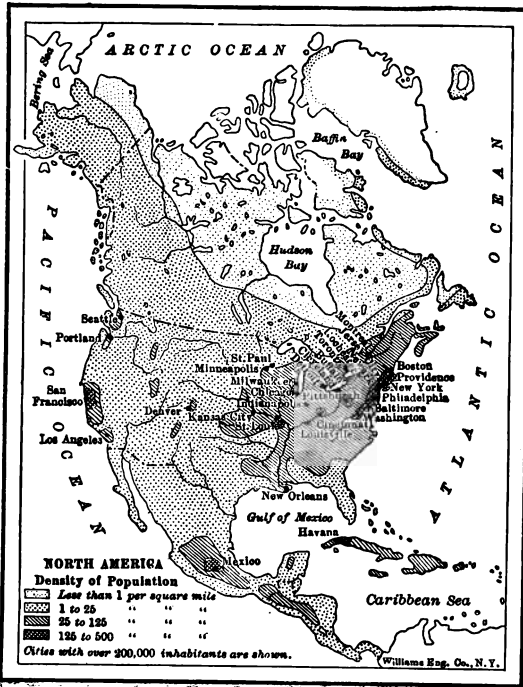 ARCTIC OCEAN
Bering Sea
Baffin
Bay
PACIFIC OCEAN
ATLANTIC OCEAN
Hudson
Bay
Seattle
Portland
St. Paul
Minneapolis
Boston
Providence
New York
Philadelphia
Baltimore
Washington
Pittsburgh
San
Francisco
Denver
Kansas City
St. Louis
Cincinnati
Louisville
Los Angeles
New Orleans
Gulf of Mexico
Havana
Mexico
Caribbean Sea
NORTH AMERICA
Density of Population
Less than 1 per square mile
1 to 25 " " "
25 to 125 " " "
125 to 500 " " "
Cities with over 200,000 inhabitants are shown.
Williams Eng. Co., N.Y.